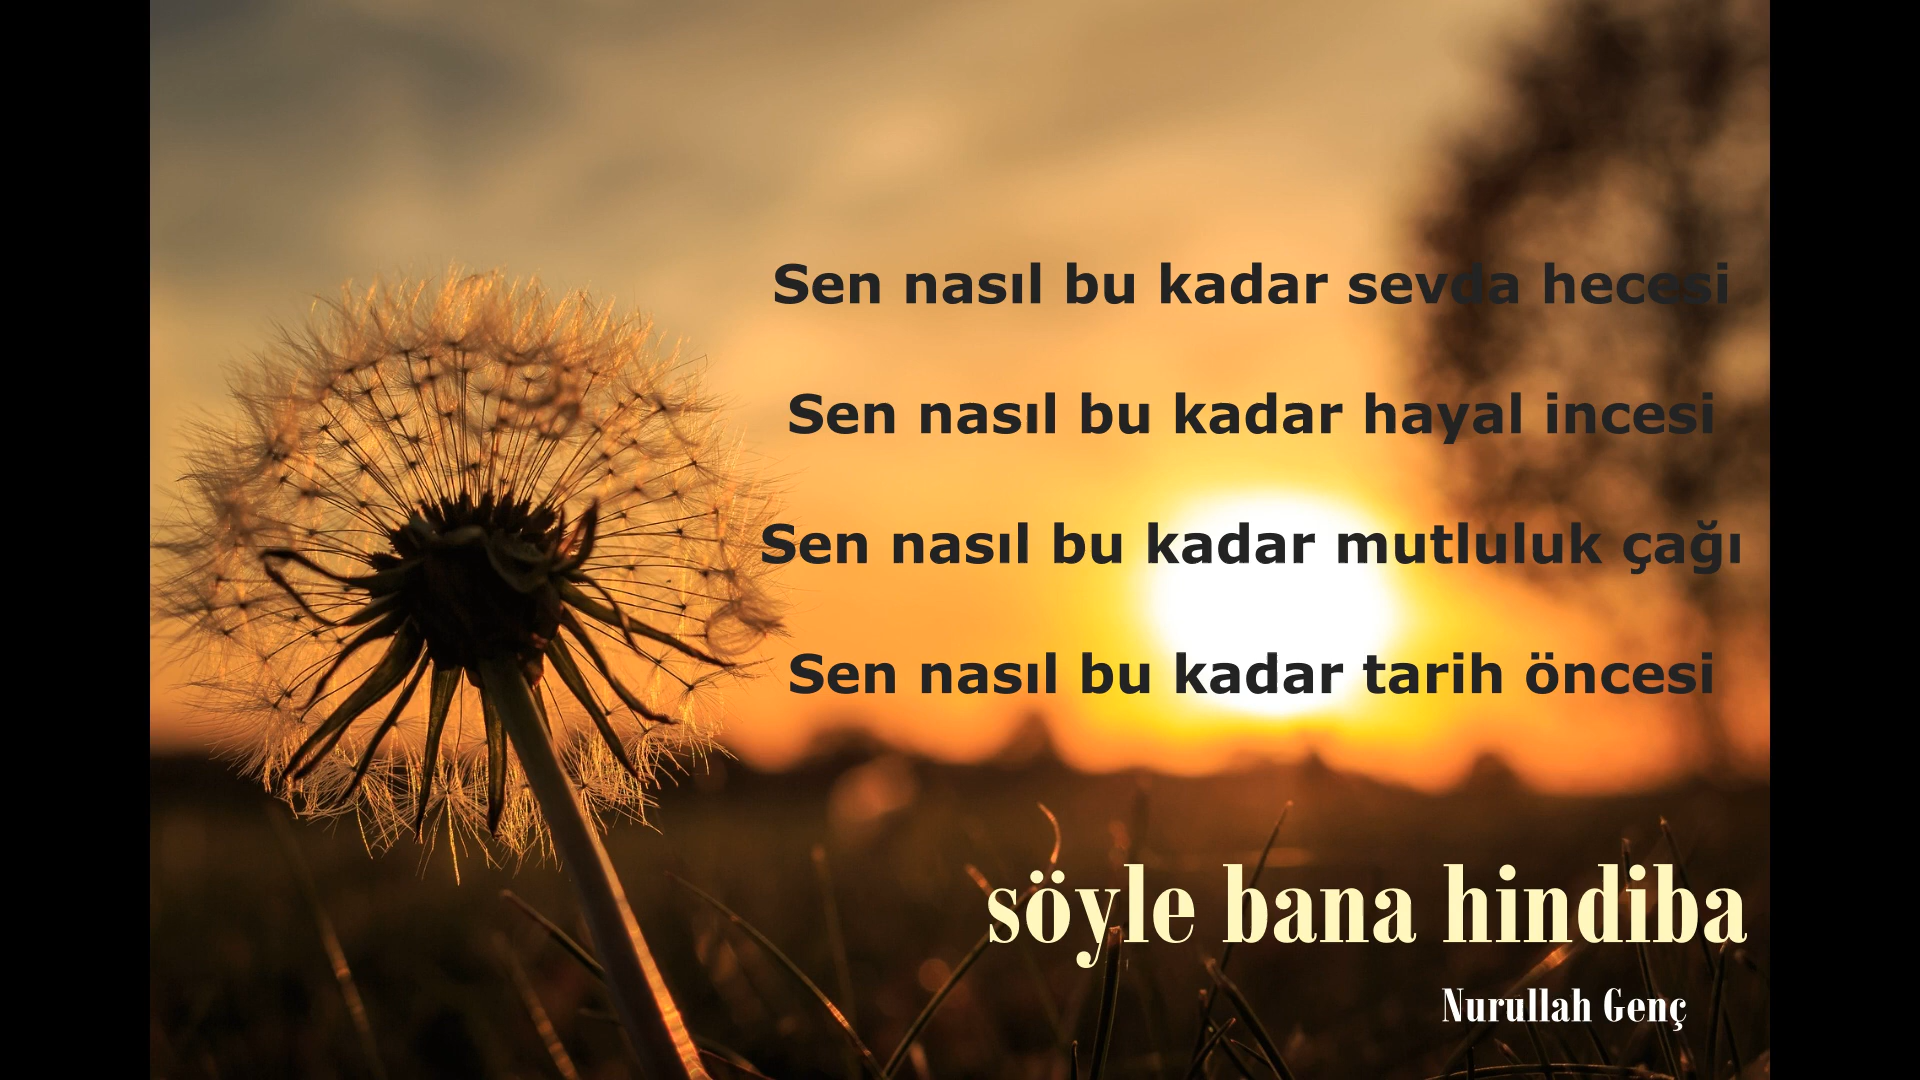 Sen nasıl bu kadar sevda hecesi
Sen nasıl bu kadar hayal incesi
Sen nasıl bu kadar mutluluk çağı
Sen nasıl bu kadar tarih öncesi
söyle bana hindiba
Nurullah Genç